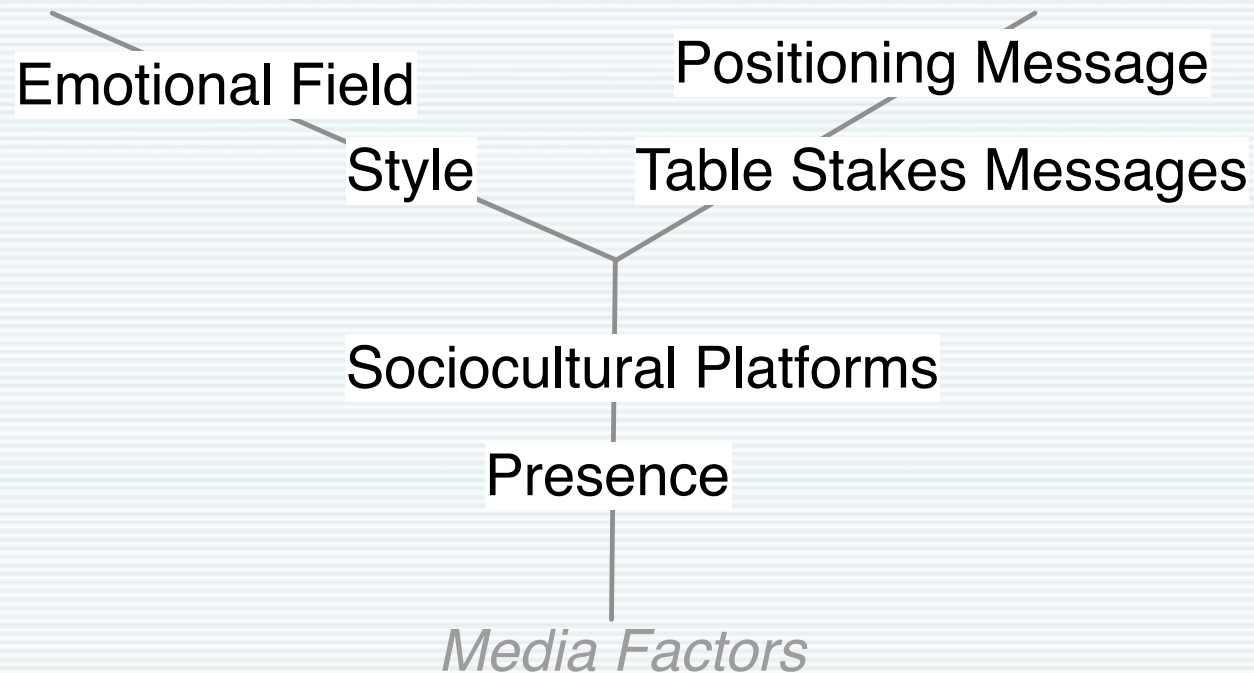 Emotional Field
Positioning Message
Style
Table Stakes Messages
Sociocultural Platforms
Presence
Media Factors